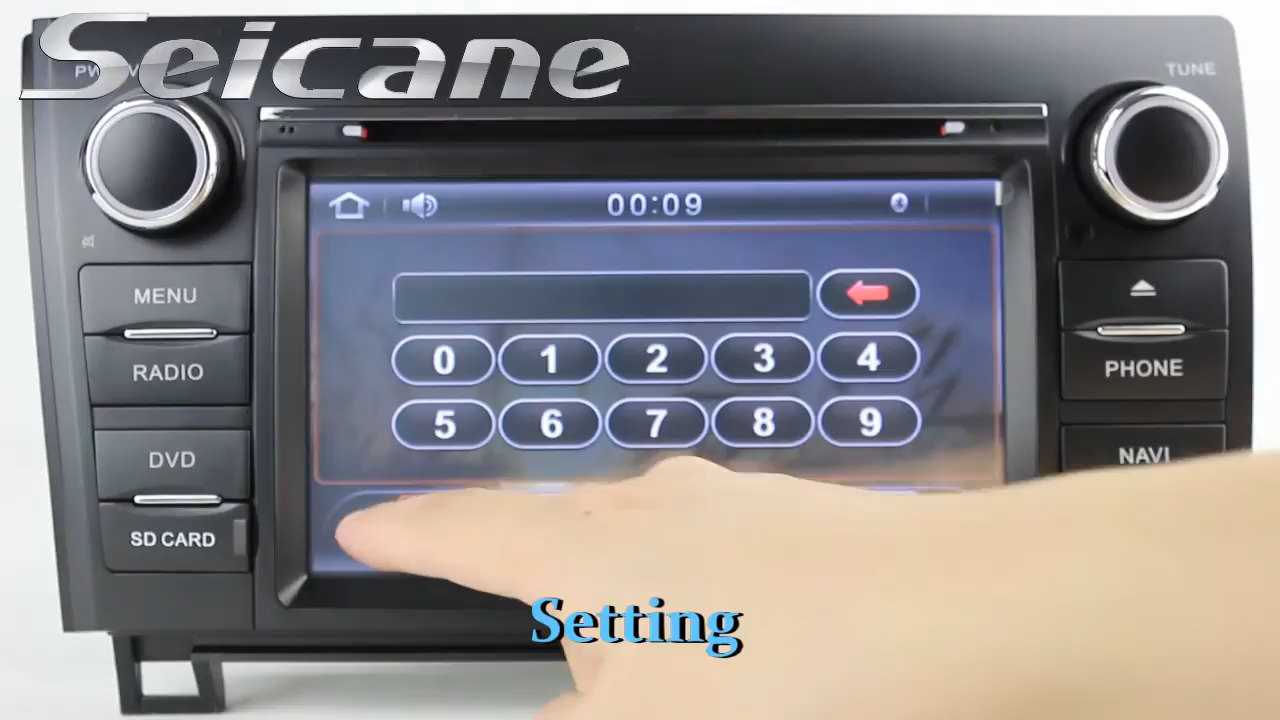 Seicane
PW
TUNE
00:09
MENU
RADIO
DVD
SD CARD
0 1 2 3 4
5 6 7 8 9
PHONE
NAVI
Setting